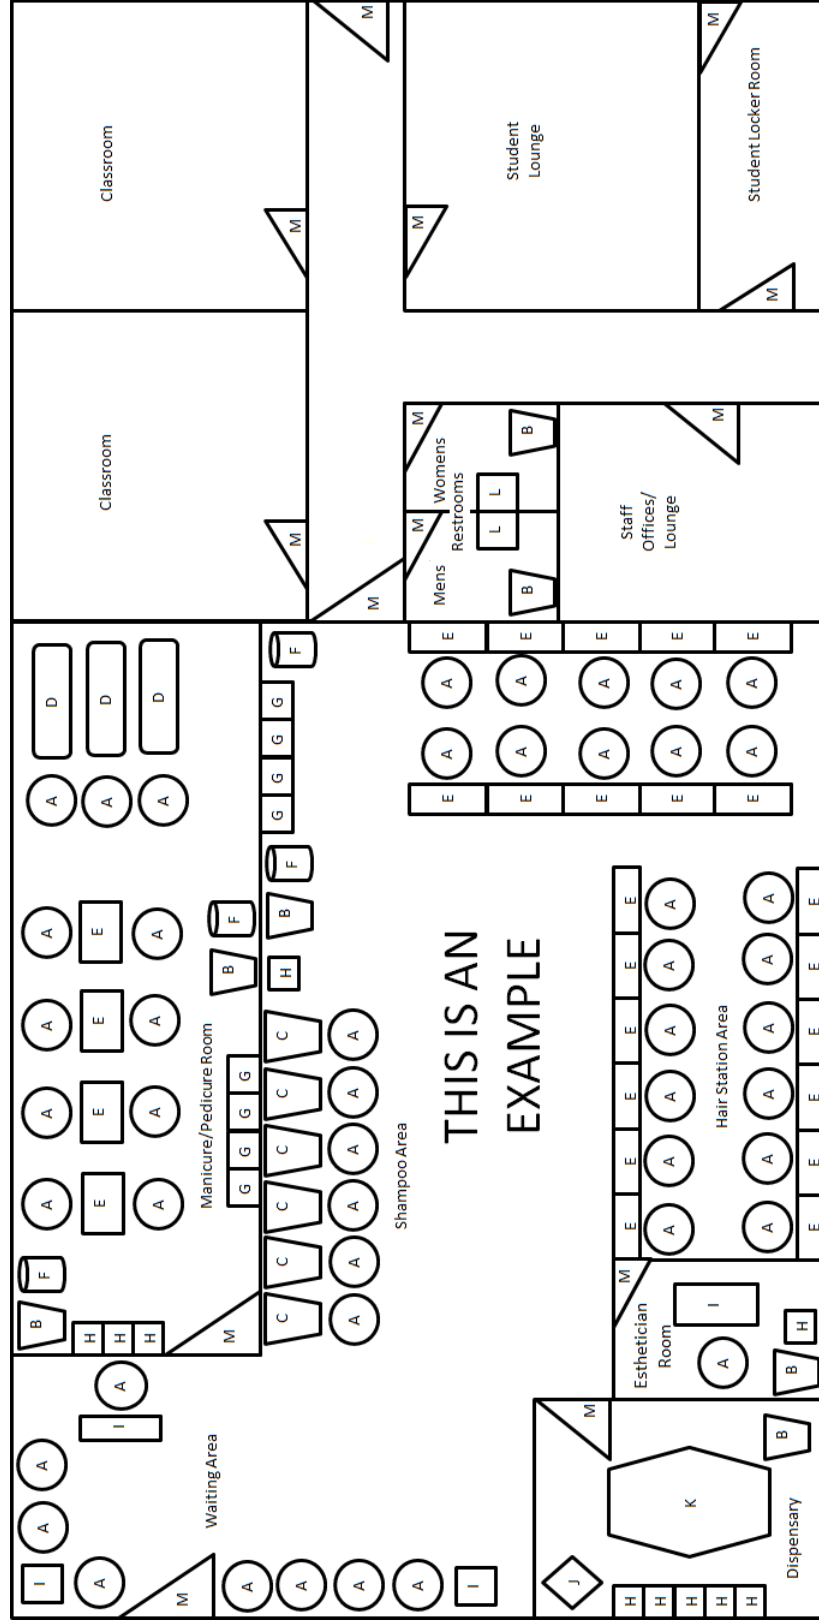 I A A
A
I A
M
Waiting Area
A A A A I
B F A A A A A D
H H H E E E E A D
A A A A A D
M
Manicure/Pedicure Room
B F
G G G G
C C C C C C H B F G G G G F
A A A A A A
Shampoo Area
THIS IS AN
EXAMPLE
E A A E
E A A E
E A A E
E A A E
E A A E
E E E E E E
A A A A A A
Hair Station Area
A A A A A A
E E E E E E
M
Esthetician
Room
A I
B H
M
J
K
H H H H H
B
Dispensary
Classroom
M
Classroom
M
M
M
M M
Mens Womens
Restrooms
L L
B B
Staff
Offices/
Lounge
M
M
Student
Lounge
M M
Student Locker Room